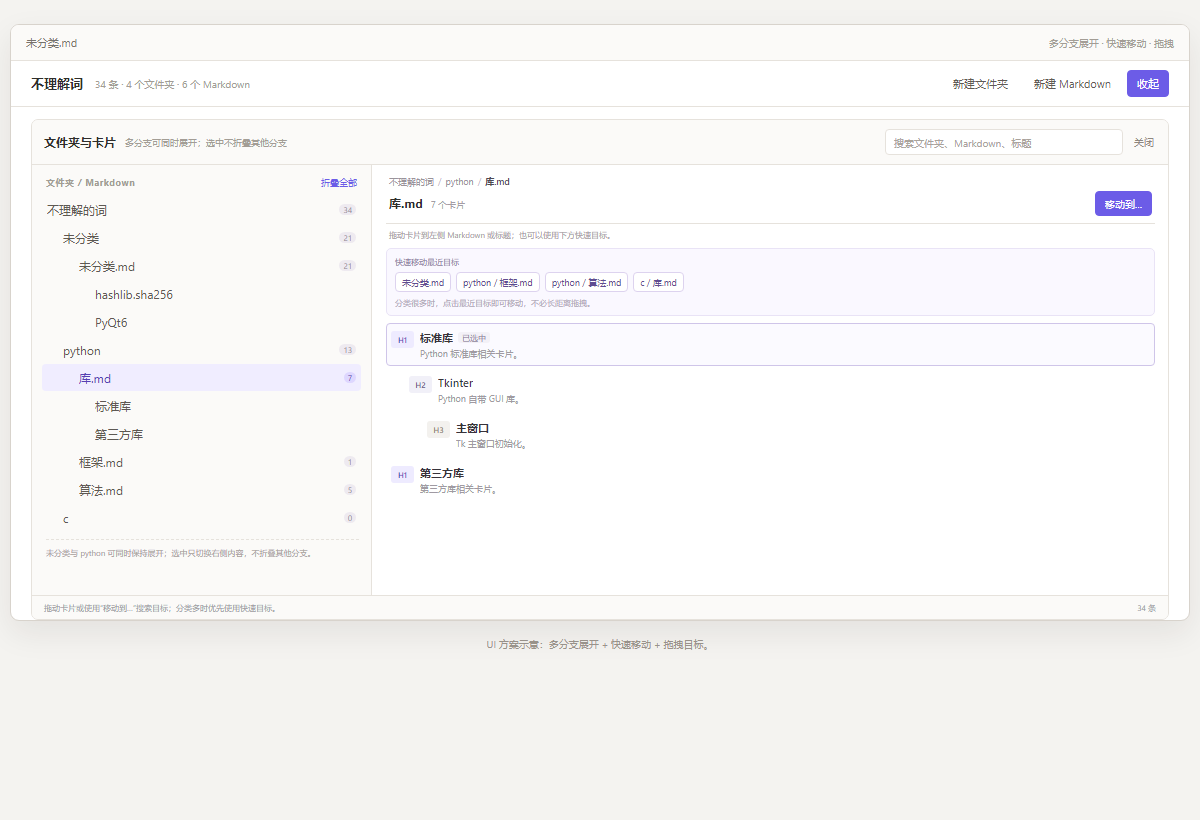 未分类.md
多分支展开 · 快速移动 · 拖拽
不理解词 34 条 · 4 个文件夹 · 6 个 Markdown
新建文件夹 新建 Markdown 收起
文件夹与卡片 多分支可同时展开；选中不折叠其他分支
搜索文件夹、Markdown、标题 关闭
文件夹 / Markdown 折叠全部
不理解的词 34
未分类 21
未分类.md 21
hashlib.sha256
PyQt6
python 13
库.md 7
标准库
第三方库
框架.md 1
算法.md 5
c 0
未分类与 python 可同时保持展开；选中只切换右侧内容，不折叠其他分支。
不理解的词 / python / 库.md
库.md 7 个卡片
移动到...
拖动卡片到左侧 Markdown 或标题；也可以使用下方快速目标。
快速移动最近目标
未分类.md python / 框架.md python / 算法.md c / 库.md
分类很多时，点击最近目标即可移动，不必长距离拖拽。
H1 标准库 已选中
Python 标准库相关卡片。
H2 Tkinter
Python 自带 GUI 库。
H3 主窗口
Tk 主窗口初始化。
H1 第三方库
第三方库相关卡片。
拖动卡片或使用“移动到...”搜索目标；分类多时优先使用快速目标。
34 条
UI 方案示意：多分支展开 + 快速移动 + 拖拽目标。